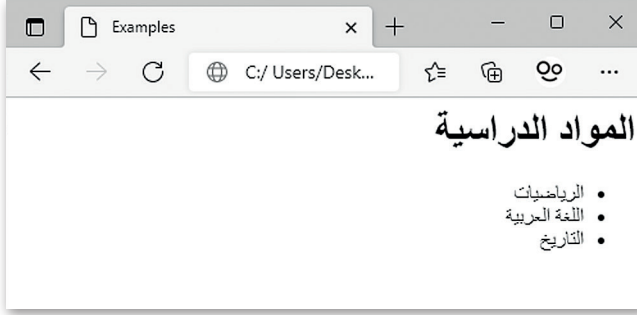 Examples
C:/ Users/Desk...
المواد الدراسية
• الرياضيات
• اللغة العربية
• التاريخ